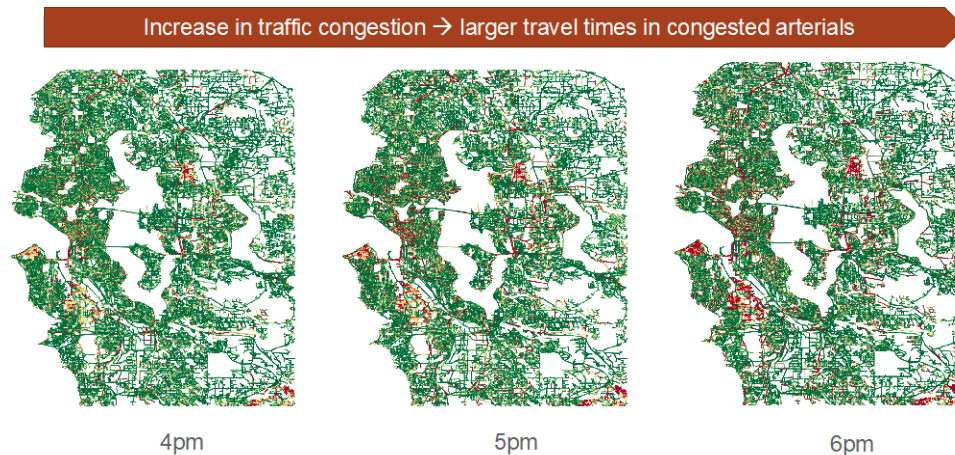 Increase in traffic congestion → larger travel times in congested arterials
4pm
5pm
6pm